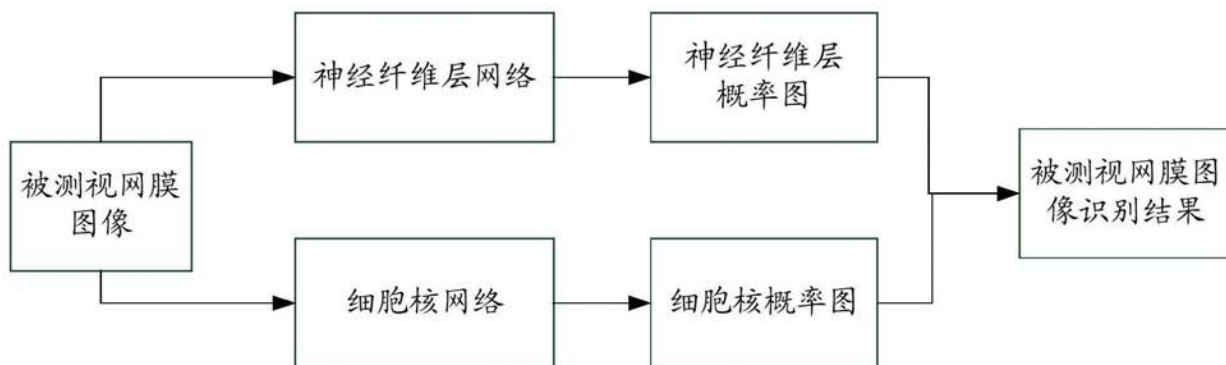 神经纤维层网络
神经纤维层
概率图
被测视网膜
图像
被测视网膜图
像识别结果
细胞核网络
细胞核概率图